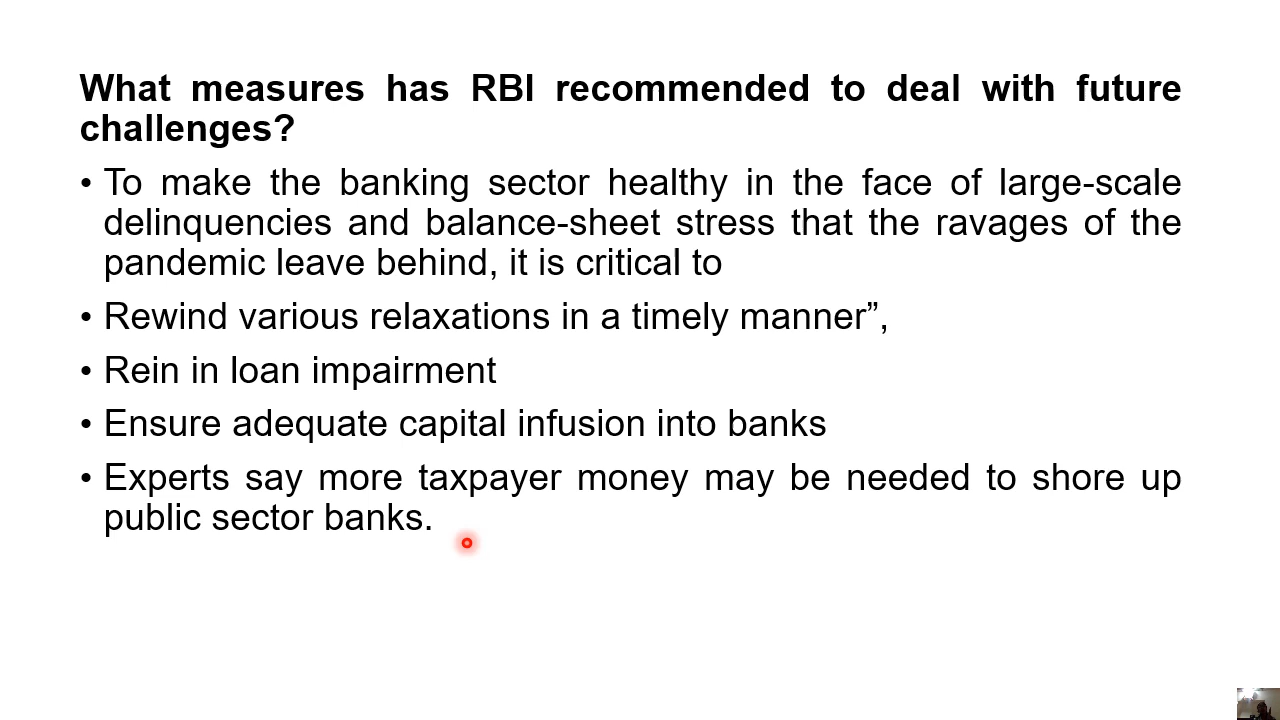 What measures has RBI recommended to deal with future
challenges?
• To make the banking sector healthy in the face of large-scale
delinquencies and balance-sheet stress that the ravages of the
pandemic leave behind, it is critical to
• Rewind various relaxations in a timely manner”,
• Rein in loan impairment
• Ensure adequate capital infusion into banks
• Experts say more taxpayer money may be needed to shore up
public sector banks.